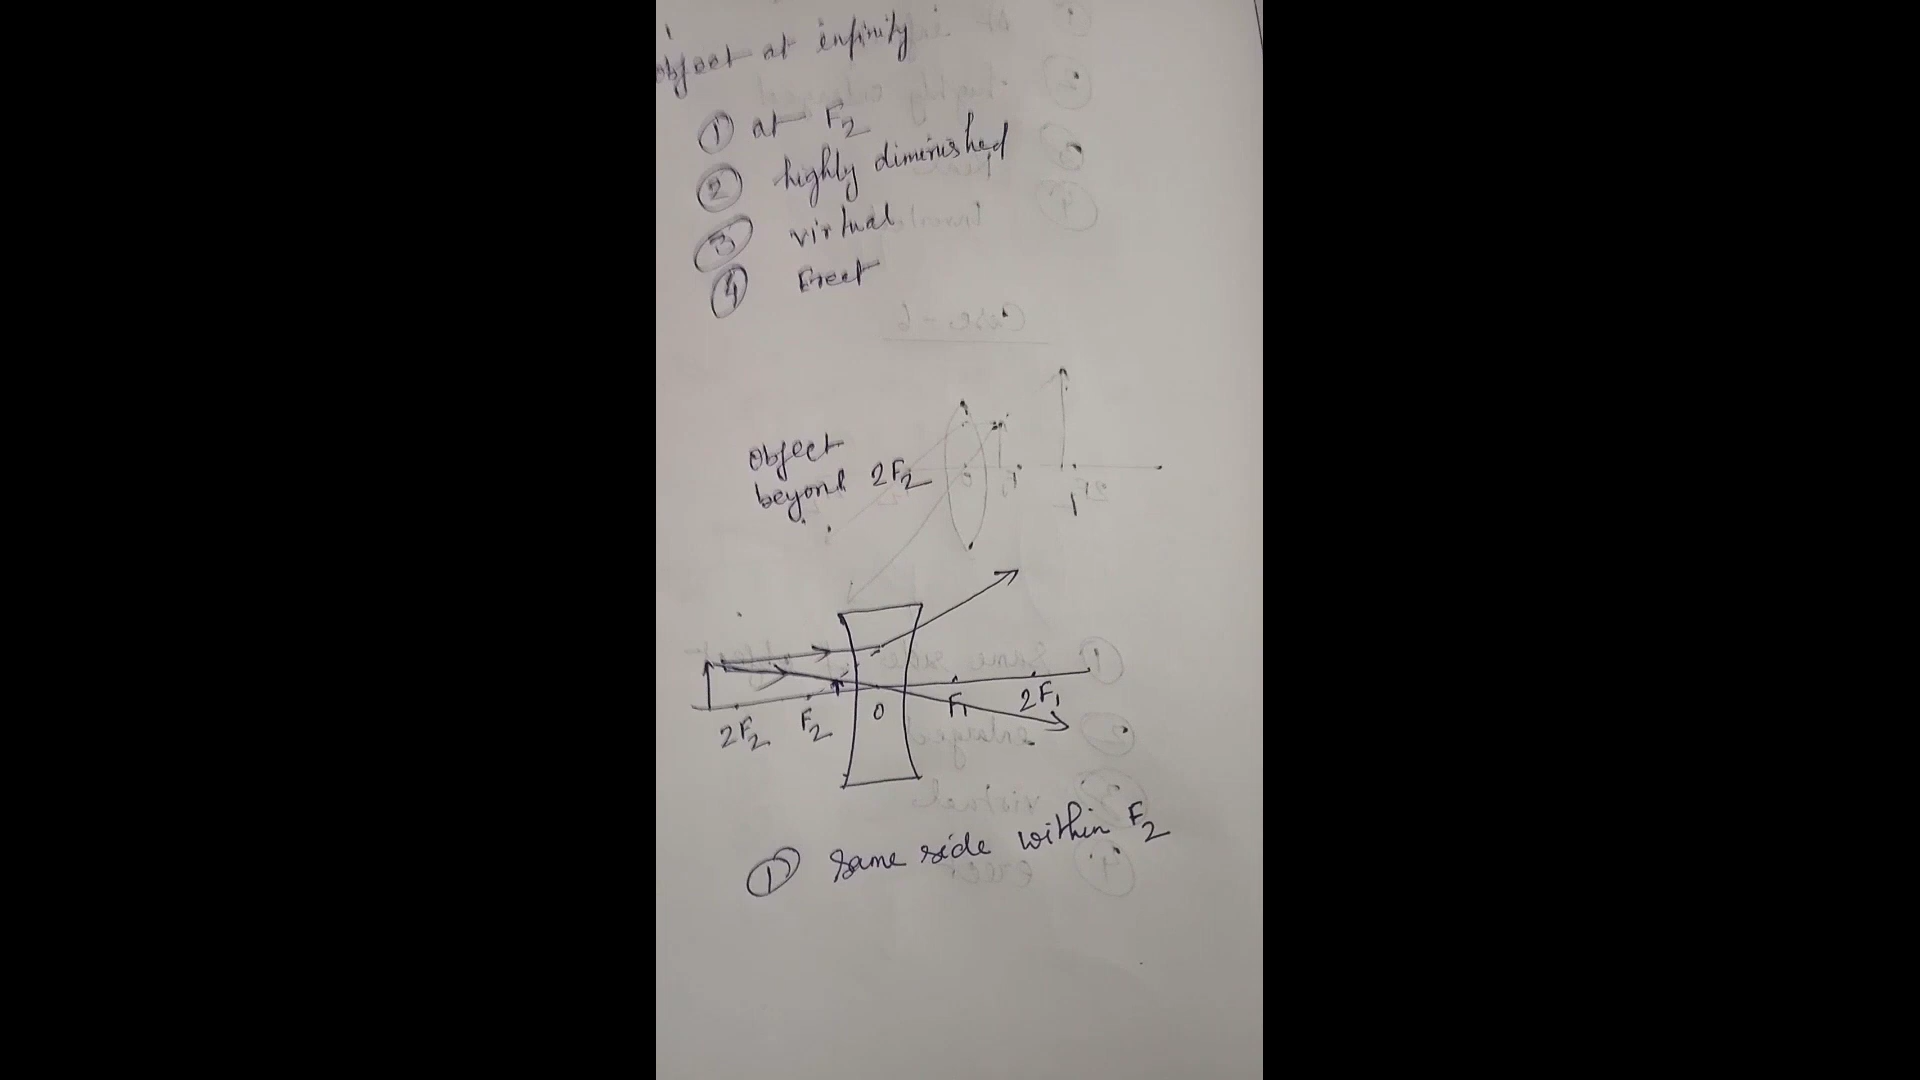 object at infinity
① at F2
② highly diminished
③ virtual
④ Erect
object
beyond 2F2
2F2 F2 O F1 2F1
① same side within F2